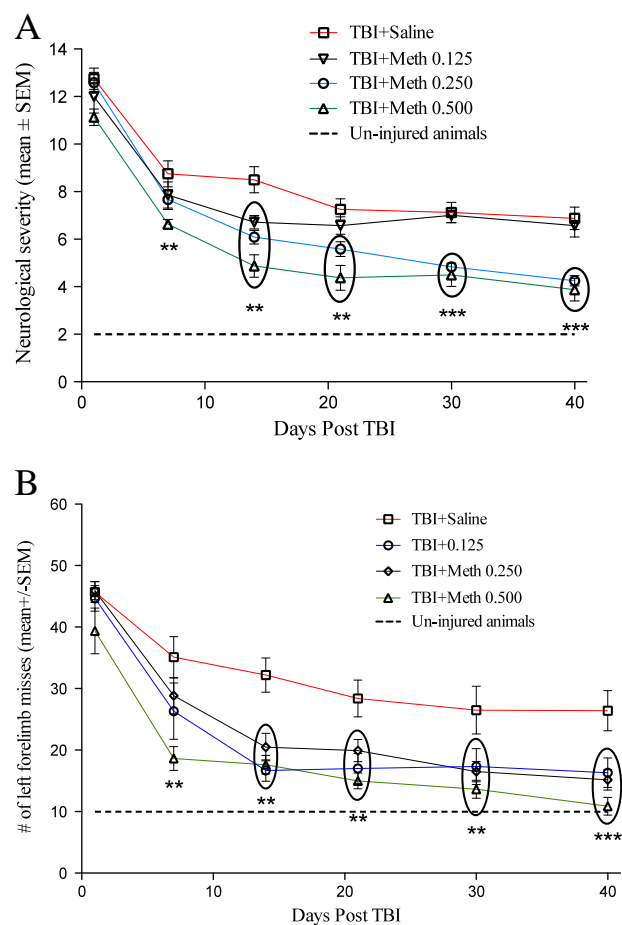 A
TBI+Saline
TBI+Meth 0.125
TBI+Meth 0.250
TBI+Meth 0.500
Un-injured animals
Neurological severity (mean ± SEM)
14
12
10
8
6
4
2
0
**
**
**
***
***
0
10
20
30
40
Days Post TBI
B
TBI+Saline
TBI+0.125
TBI+Meth 0.250
TBI+Meth 0.500
Un-injured animals
# of left forelimb misses (mean+/-SEM)
60
50
40
30
20
10
0
**
**
**
**
***
0
10
20
30
40
Days Post TBI